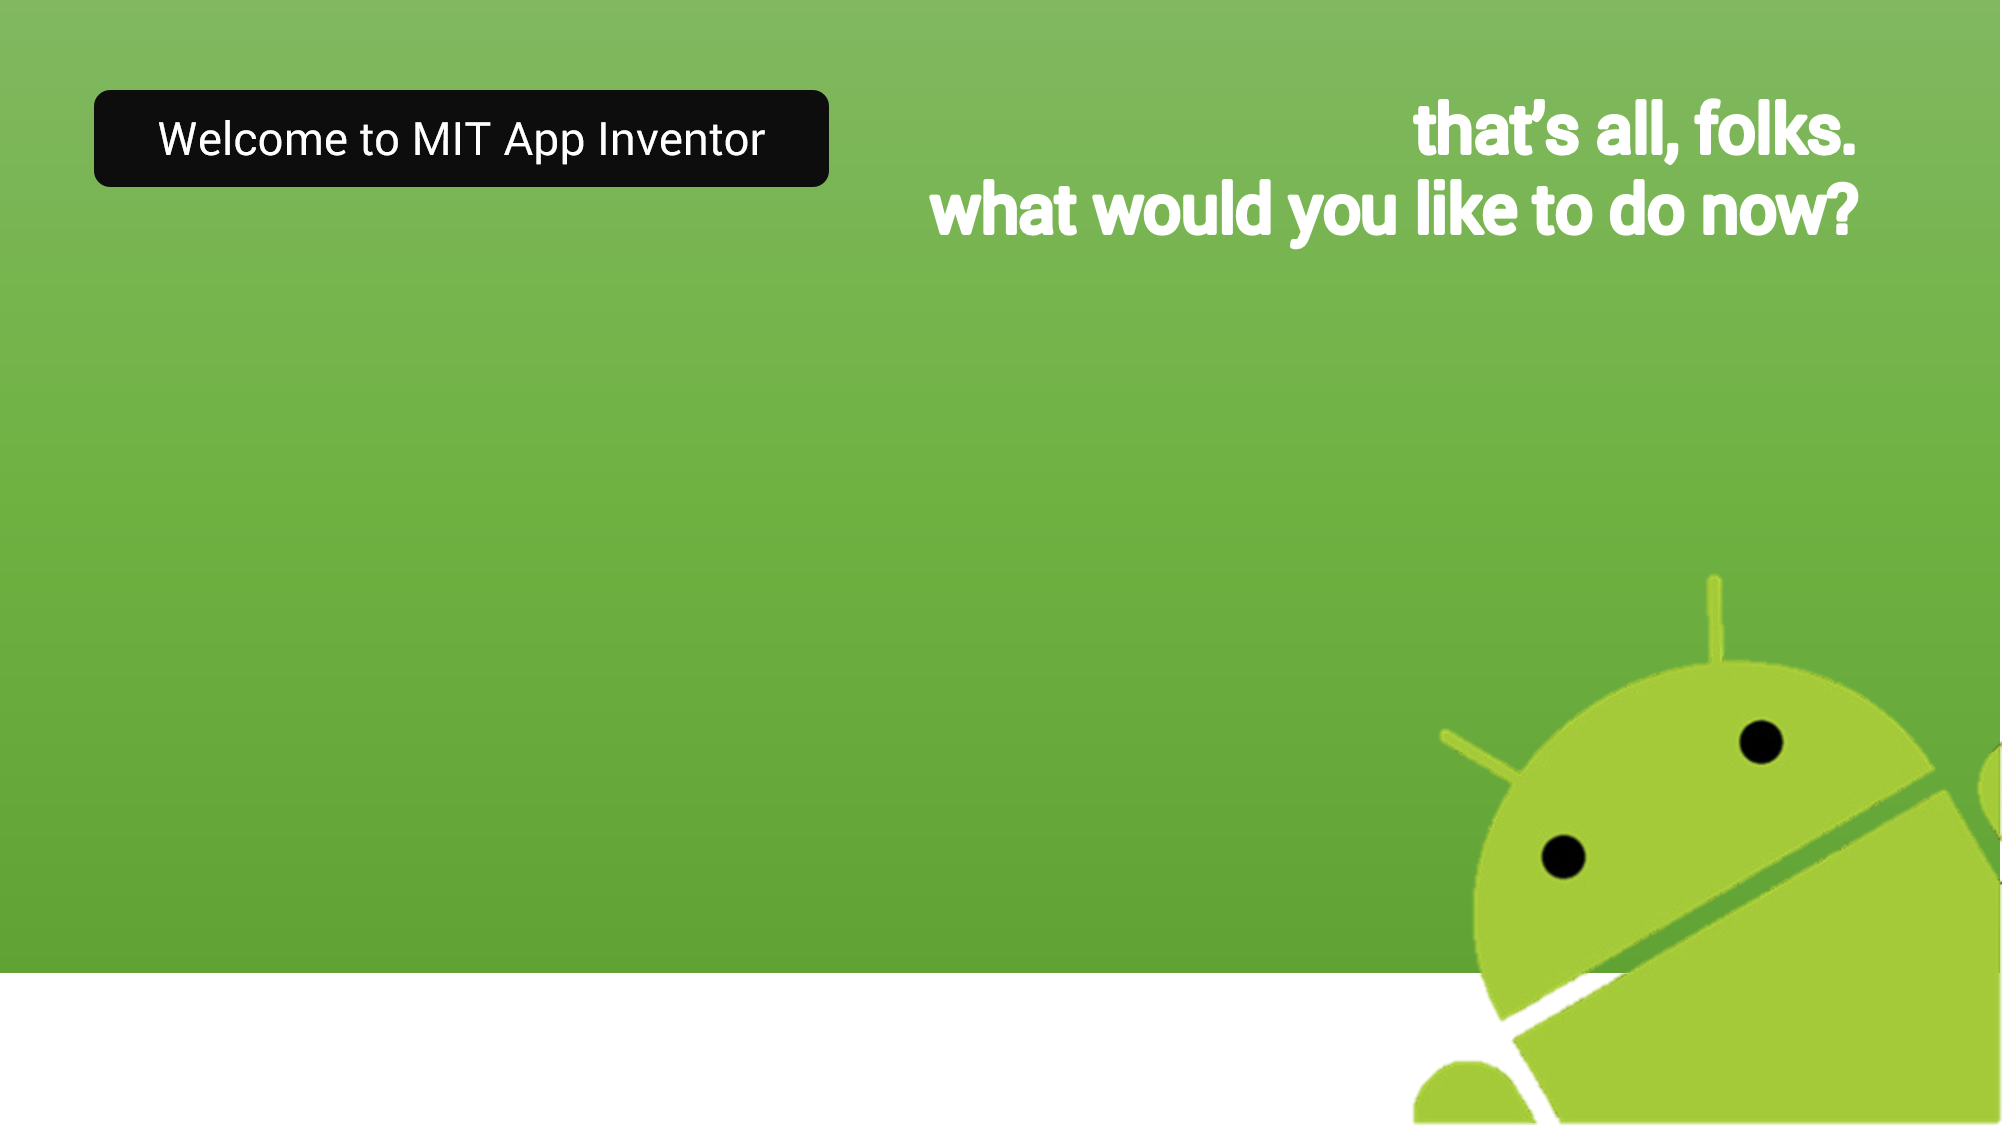 Welcome to MIT App Inventor
that’s all, folks.
what would you like to do now?